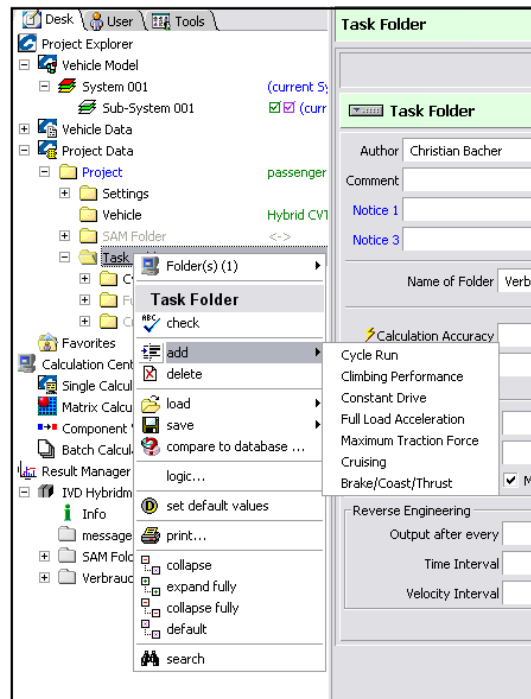 Desk User Tools
Project Explorer
Vehicle Model
System 001 (current Sy
Sub-System 001 (curr
Vehicle Data
Project Data
Project passenger
Settings
Vehicle Hybrid CVT
SAM Folder <->
Task
C
Fu
C
Favorites
Calculation Cent
Single Calcul
Matrix Calcu
Component V
Batch Calcula
Result Manager
IVD Hybridm
Info
message
SAM Fold
Verbrauc
Folder(s) (1)
Task Folder
check
add
delete
load
save
compare to database ...
logic...
set default values
print...
collapse
expand fully
collapse fully
default
search
Cycle Run
Climbing Performance
Constant Drive
Full Load Acceleration
Maximum Traction Force
Cruising
Brake/Coast/Thrust
Task Folder
Task Folder
Author Christian Bacher
Comment
Notice 1
Notice 3
Name of Folder Verb
Calculation Accuracy
M
Reverse Engineering
Output after every
Time Interval
Velocity Interval